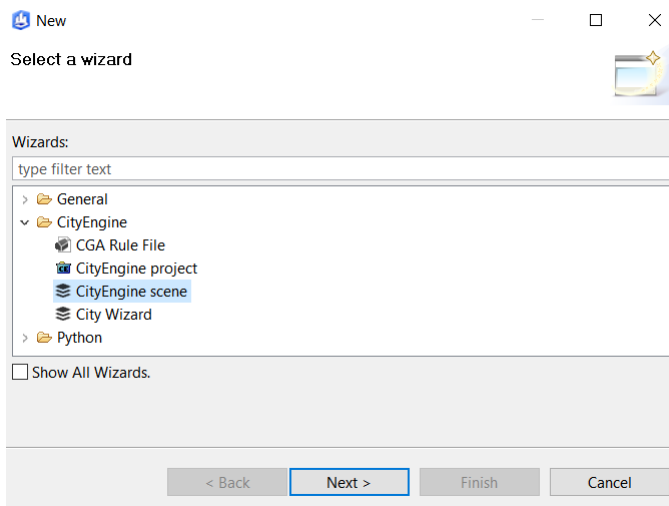 New
Select a wizard
Wizards:
type filter text
General
CityEngine
CGA Rule File
CityEngine project
CityEngine scene
City Wizard
Python
Show All Wizards.
< Back Next > Finish Cancel